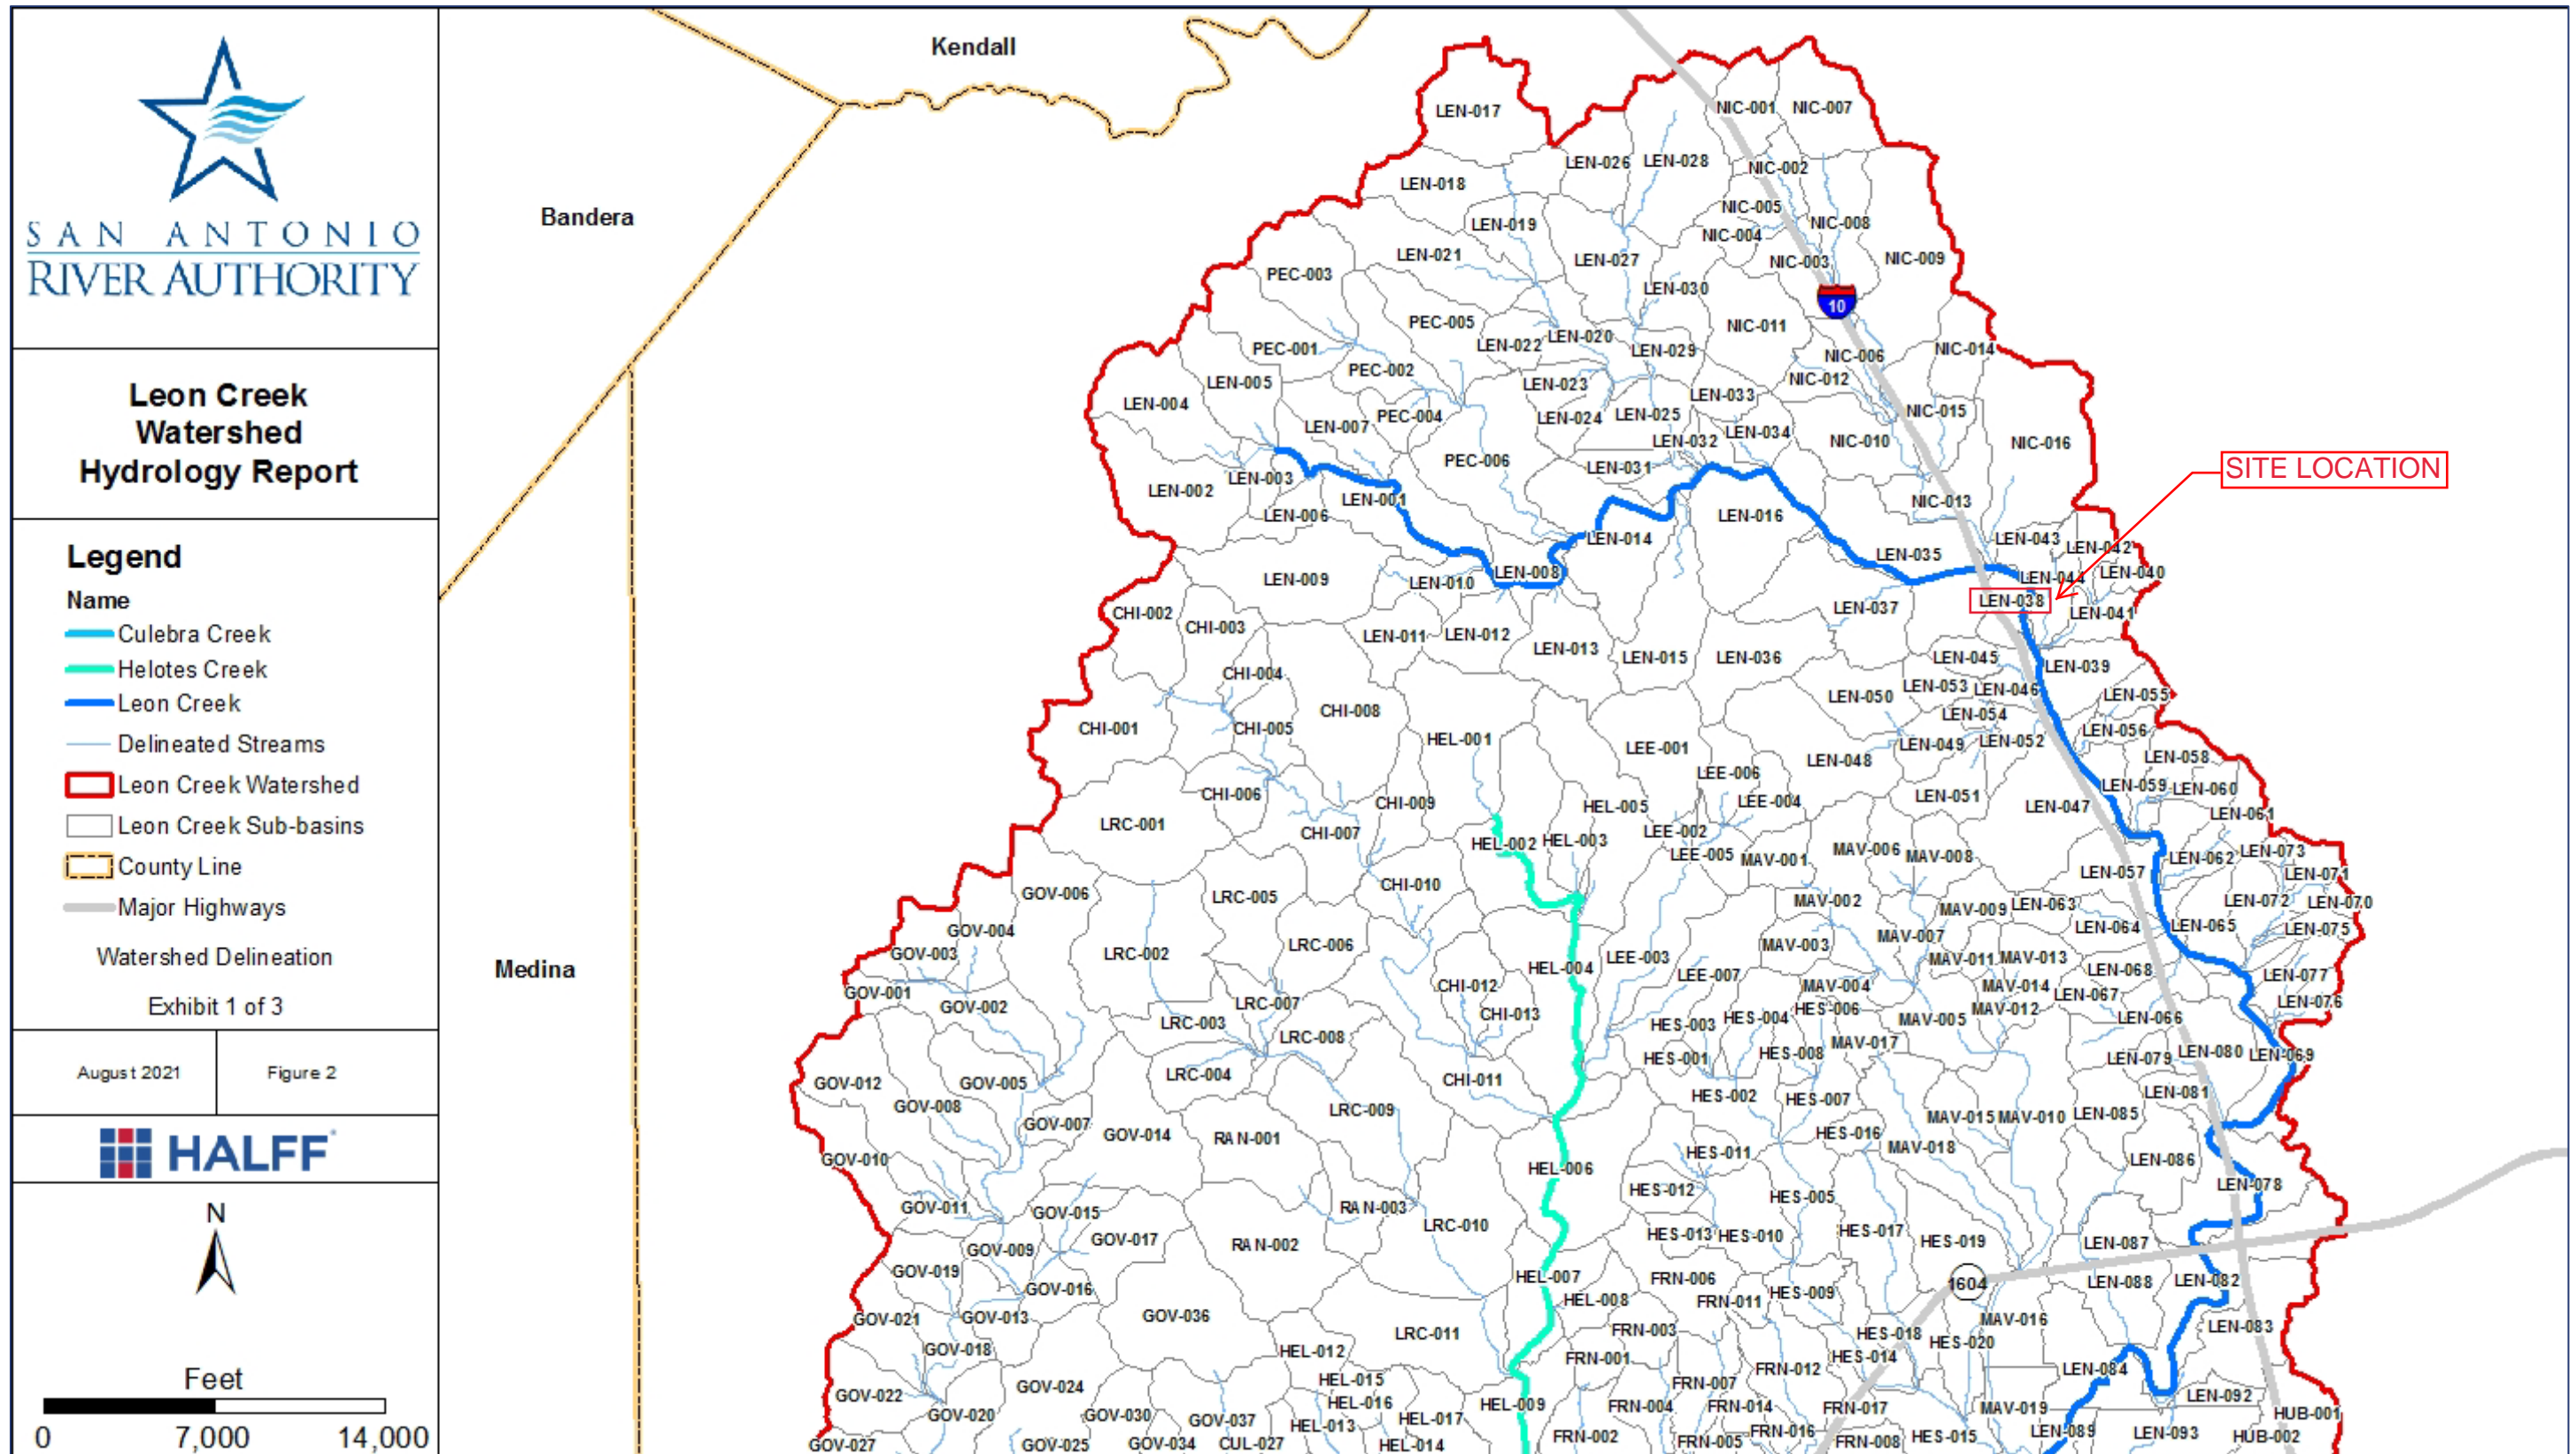 SAN ANTONIO
RIVER AUTHORITY
Leon Creek
Watershed
Hydrology Report
Legend
Name
Culebra Creek
Helotes Creek
Leon Creek
Delineated Streams
Leon Creek Watershed
Leon Creek Sub-basins
County Line
Major Highways
Watershed Delineation
Exhibit 1 of 3
August 2021
Figure 2
HALFF
N
Feet
0 7,000 14,000
Kendall
Bandera
Medina
SITE LOCATION
10
1604
LEN-017
NIC-001 NIC-007
LEN-026 LEN-028
NIC-002
LEN-018
NIC-005
LEN-019 NIC-008
NIC-004
LEN-021 LEN-027 NIC-003 NIC-009
PEC-003
LEN-030
PEC-005 NIC-011
LEN-022 LEN-020
PEC-001 LEN-029 NIC-006 NIC-014
PEC-002 NIC-012
LEN-005 LEN-023
LEN-004 LEN-033
PEC-004 LEN-024 LEN-025 NIC-015
LEN-007 LEN-032 LEN-034 NIC-010 NIC-016
PEC-006 LEN-031
LEN-002 LEN-003 LEN-001
LEN-006 LEN-016 NIC-013
LEN-014 LEN-043 LEN-042
LEN-035
LEN-009 LEN-010 LEN-008 LEN-044 LEN-040
LEN-037 LEN-038 LEN-041
CHI-002 CHI-003
LEN-011 LEN-012 LEN-013 LEN-015 LEN-036 LEN-045 LEN-039
CHI-004
LEN-050 LEN-053 LEN-046 LEN-055
CHI-001 CHI-005 CHI-008 LEN-054 LEN-056
HEL-001 LEE-001 LEN-048 LEN-049 LEN-052 LEN-058
LEE-006
CHI-006 CHI-009 HEL-005 LEE-004 LEN-051 LEN-047 LEN-059 LEN-060
LRC-001 CHI-007 LEE-002 LEN-061
HEL-002 HEL-003 LEE-005 MAV-001 MAV-006 MAV-008 LEN-062 LEN-073
LEN-057 LEN-071
GOV-006 LRC-005 CHI-010 MAV-002 MAV-009 LEN-063 LEN-072 LEN-070
GOV-004 LEN-064 LEN-065 LEN-075
GOV-003 LRC-002 LRC-006 MAV-003 MAV-007
HEL-004 LEE-003 LEE-007 MAV-011 MAV-013 LEN-068 LEN-077
GOV-001 CHI-012 MAV-004 MAV-014 LEN-067
GOV-002 LRC-007 CHI-013 HES-006 MAV-012 LEN-076
LRC-003 LRC-008 HES-003 HES-004 MAV-005 LEN-066
HES-001 HES-008 MAV-017 LEN-079 LEN-080 LEN-069
GOV-012 GOV-005 LRC-004 CHI-011
GOV-008 LRC-009 HES-002 HES-007 LEN-081
GOV-007 GOV-014 RAN-001 MAV-015 MAV-010 LEN-085
HES-016 MAV-018
GOV-010 HEL-006 HES-011 LEN-086
HES-012 HES-005 LEN-078
GOV-011 GOV-015 RAN-003 LRC-010
GOV-009 GOV-017 RAN-002 HES-013 HES-010 HES-017 HES-019 LEN-087
GOV-019 HEL-007 FRN-006
GOV-016 HEL-008 FRN-011 HES-009 LEN-088 LEN-082
GOV-021 GOV-013 GOV-036 MAV-016
LRC-011 FRN-003 HES-018 LEN-083
GOV-018 HEL-012 FRN-001 FRN-012 HES-014 HES-020 LEN-084
GOV-022 GOV-024 HEL-015 FRN-007
GOV-020 GOV-030 GOV-037 HEL-016 HEL-017 HEL-009 FRN-004 FRN-014 FRN-017 MAV-019 LEN-092
HEL-013 HUB-001
GOV-027 GOV-025 GOV-034 CUL-027 HEL-014 FRN-002 FRN-005 FRN-016 FRN-008 HES-015 LEN-089 LEN-093 HUB-002